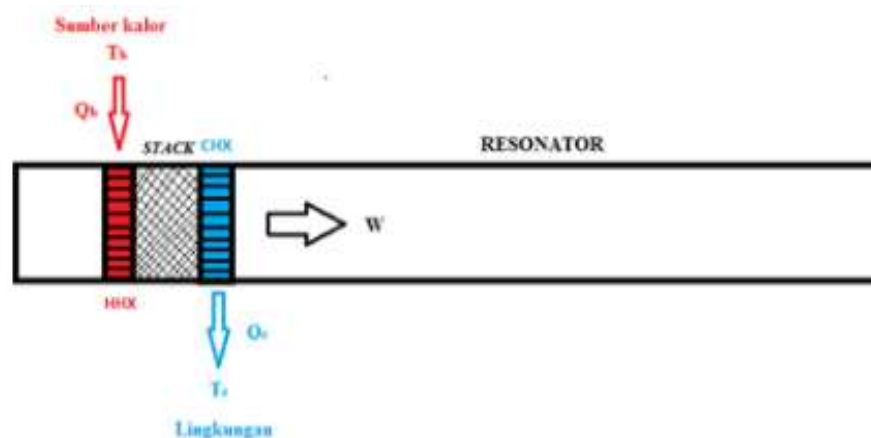 Sumber kalor
Th
Qh
STACK CHX
RESONATOR
W
HHX
Qc
Tc
Lingkungan